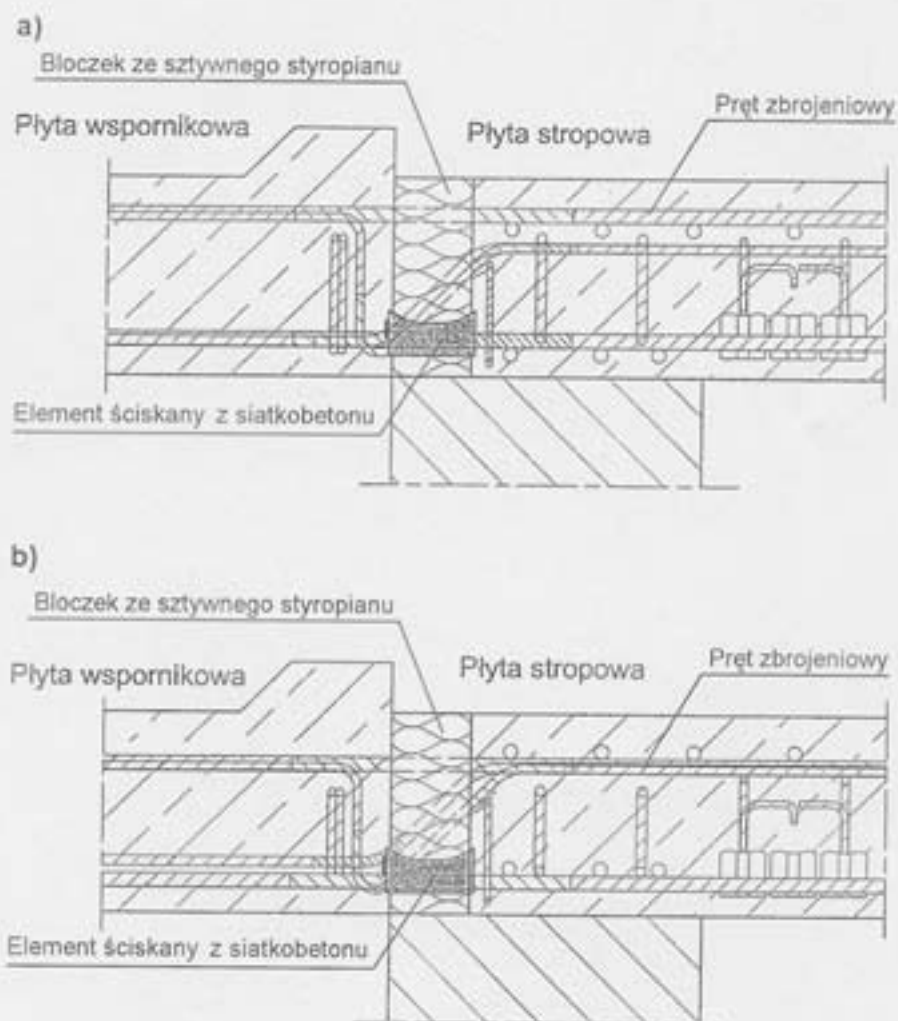 a)
Bloczek ze sztywnego styropianu
Płyta wspornikowa
Płyta stropowa
Pręt zbrojeniowy
Element ściskany z siatkobetonu
b)
Bloczek ze sztywnego styropianu
Płyta wspornikowa
Płyta stropowa
Pręt zbrojeniowy
Element ściskany z siatkobetonu